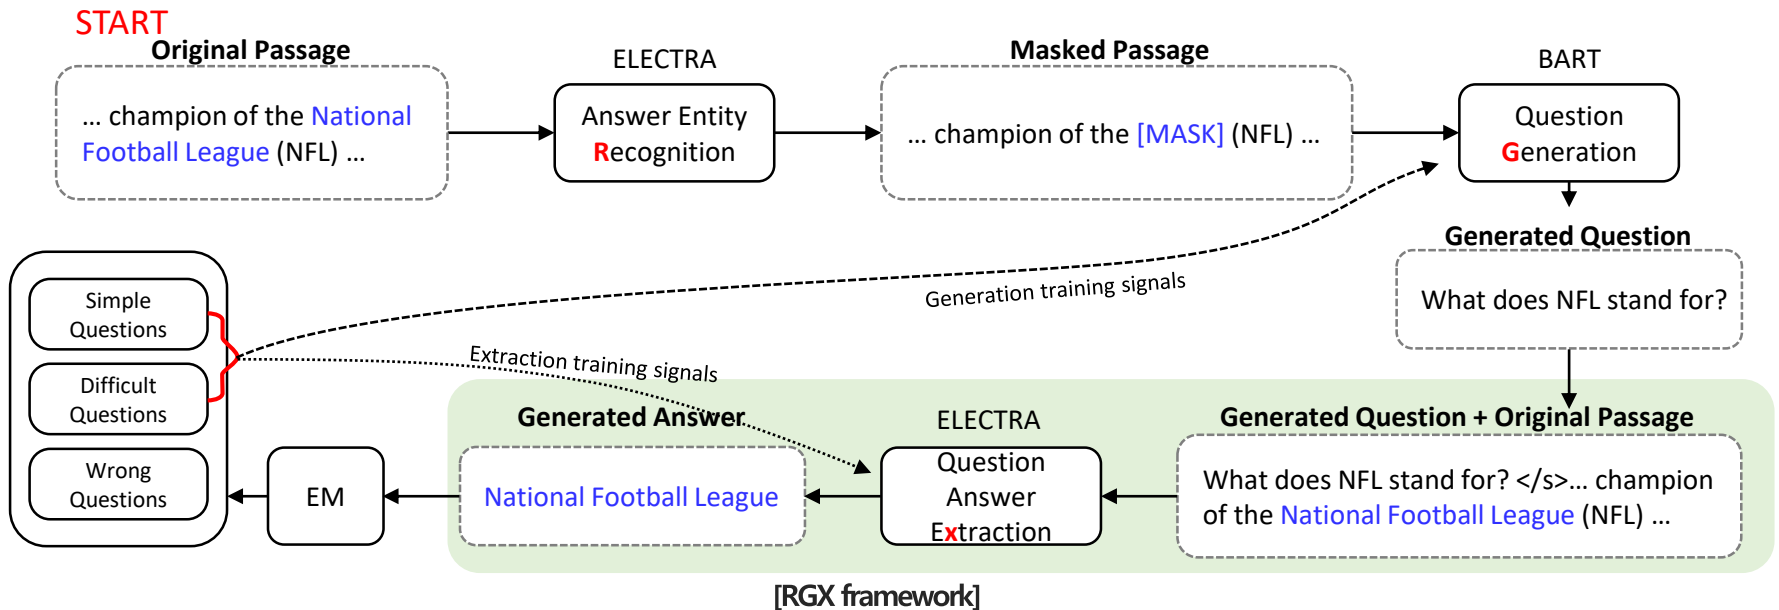 START
Original Passage
... champion of the National
Football League (NFL) ...
ELECTRA
Answer Entity
Recognition
Masked Passage
... champion of the [MASK] (NFL) ...
BART
Question
Generation
Generated Question
What does NFL stand for?
Generation training signals
Extraction training signals
Simple
Questions
Difficult
Questions
Wrong
Questions
EM
Generated Answer
National Football League
ELECTRA
Question
Answer
Extraction
Generated Question + Original Passage
What does NFL stand for? </s>... champion
of the National Football League (NFL) ...
[RGX framework]